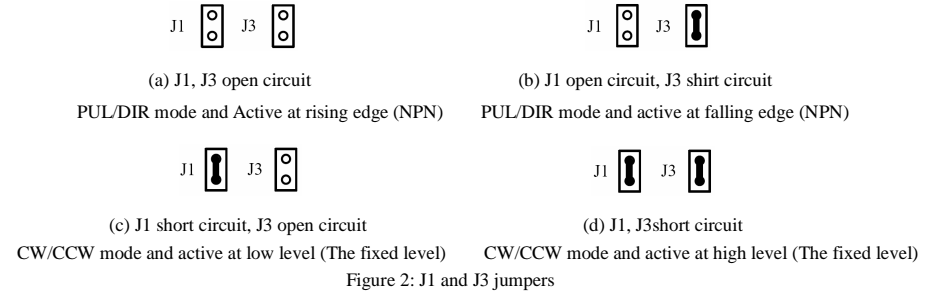 J1 J3 J1 J3
(a) J1, J3 open circuit (b) J1 open circuit, J3 shirt circuit
PUL/DIR mode and Active at rising edge (NPN) PUL/DIR mode and active at falling edge (NPN)
J1 J3 J1 J3
(c) J1 short circuit, J3 open circuit (d) J1, J3short circuit
CW/CCW mode and active at low level (The fixed level) CW/CCW mode and active at high level (The fixed level)
Figure 2: J1 and J3 jumpers